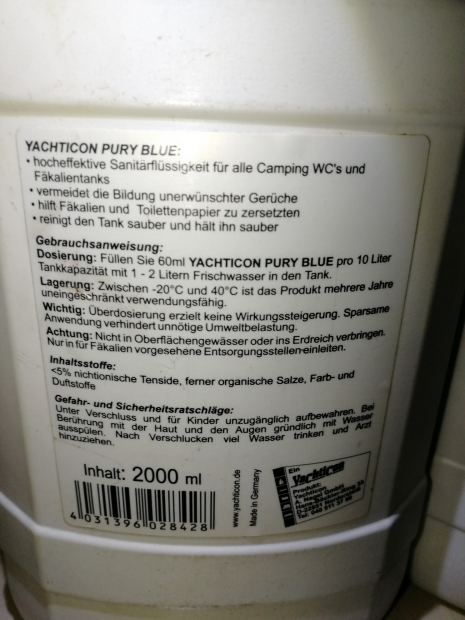 YACHTICON PURY BLUE:
• hocheffektive Sanitärflüssigkeit für alle Camping WC's und
Fäkalientanks
• vermeidet die Bildung unerwünschter Gerüche
• hilft Fäkalien und Toilettenpapier zu zersetzten
• reinigt den Tank sauber und hält ihn sauber
Gebrauchsanweisung:
Dosierung: Füllen Sie 60ml YACHTICON PURY BLUE pro 10 Liter
Tankkapazität mit 1 - 2 Litern Frischwasser in den Tank.
Lagerung: Zwischen -20°C und 40°C ist das Produkt mehrere Jahre
uneingeschränkt verwendungsfähig.
Wichtig: Überdosierung erzielt keine Wirkungssteigerung. Sparsame
Anwendung verhindert unnötige Umweltbelastung.
Achtung: Nicht in Oberflächengewässer oder ins Erdreich verbringen.
Nur in für Fäkalien vorgesehene Entsorgungsstellen einleiten.
Inhaltsstoffe:
<5% nichtionische Tenside, ferner organische Salze, Farb- und
Duftstoffe
Gefahr- und Sicherheitsratschläge:
Unter Verschluss und für Kinder unzugänglich aufbewahren. Bei
Berührung mit der Haut und den Augen gründlich mit Wasser
ausspülen. Nach Verschlucken viel Wasser trinken und Arzt
hinzuziehen.
Inhalt: 2000 ml
4 031396 028428
www.yachticon.de
Made in Germany
Ein
Yachticon
Produkt:
Yachticon
A. Nagel GmbH